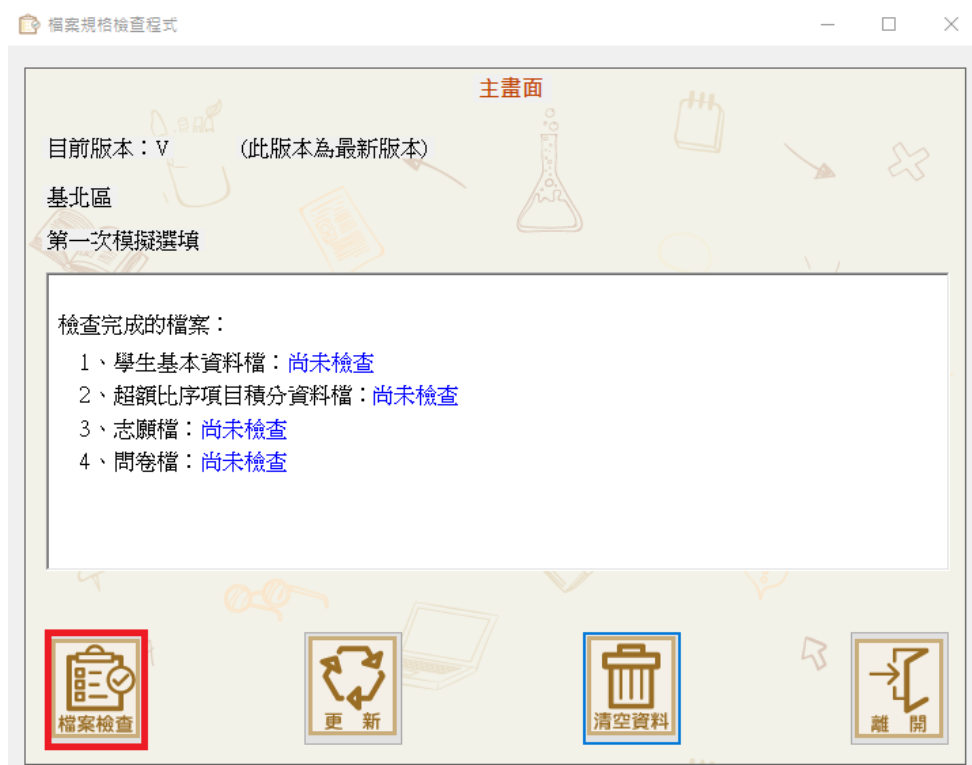 檔案規格檢查程式
主畫面
目前版本：V (此版本為最新版本)
基北區
第一次模擬選填
檢查完成的檔案：
1、學生基本資料檔：尚未檢查
2、超額比序項目積分資料檔：尚未檢查
3、志願檔：尚未檢查
4、問卷檔：尚未檢查
檔案檢查
更 新
清空資料
離 開